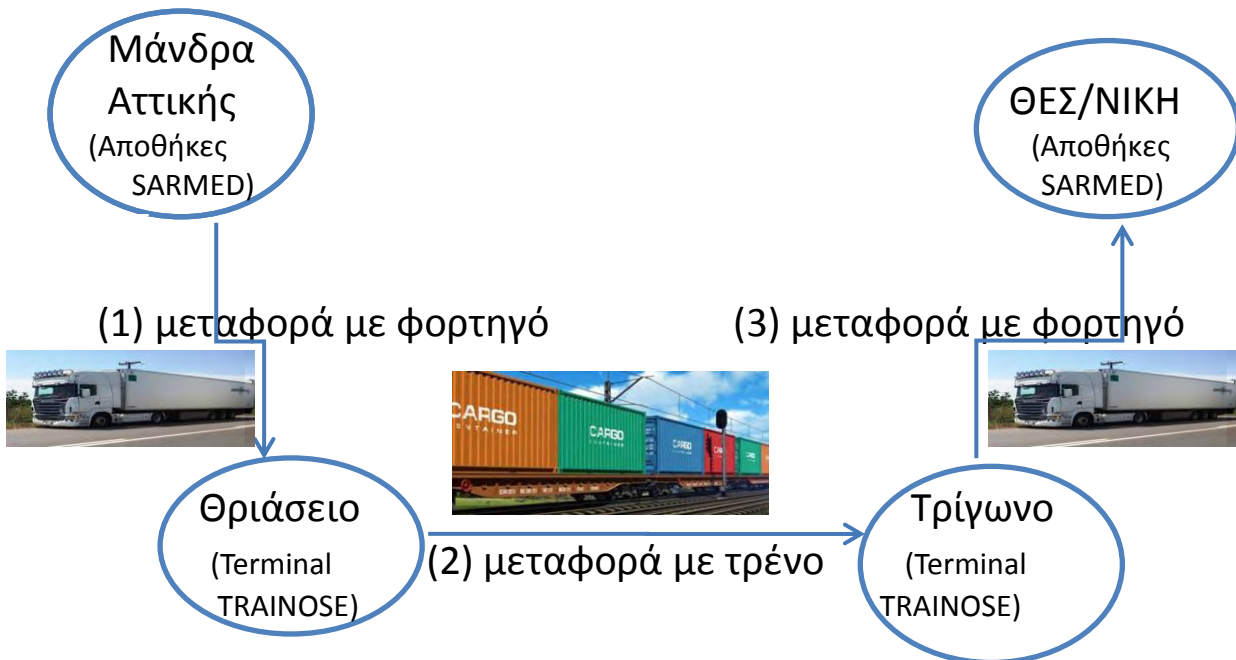 Μάνδρα
Αττικής
(Αποθήκες
SARMED)
ΘΕΣ/ΝΙΚΗ
(Αποθήκες
SARMED)
(1) μεταφορά με φορτηγό
(3) μεταφορά με φορτηγό
CARGO
CONTAINER
CARGO
Θριάσειο
(Terminal
TRAINOSE)
(2) μεταφορά με τρένο
Τρίγωνο
(Terminal
TRAINOSE)